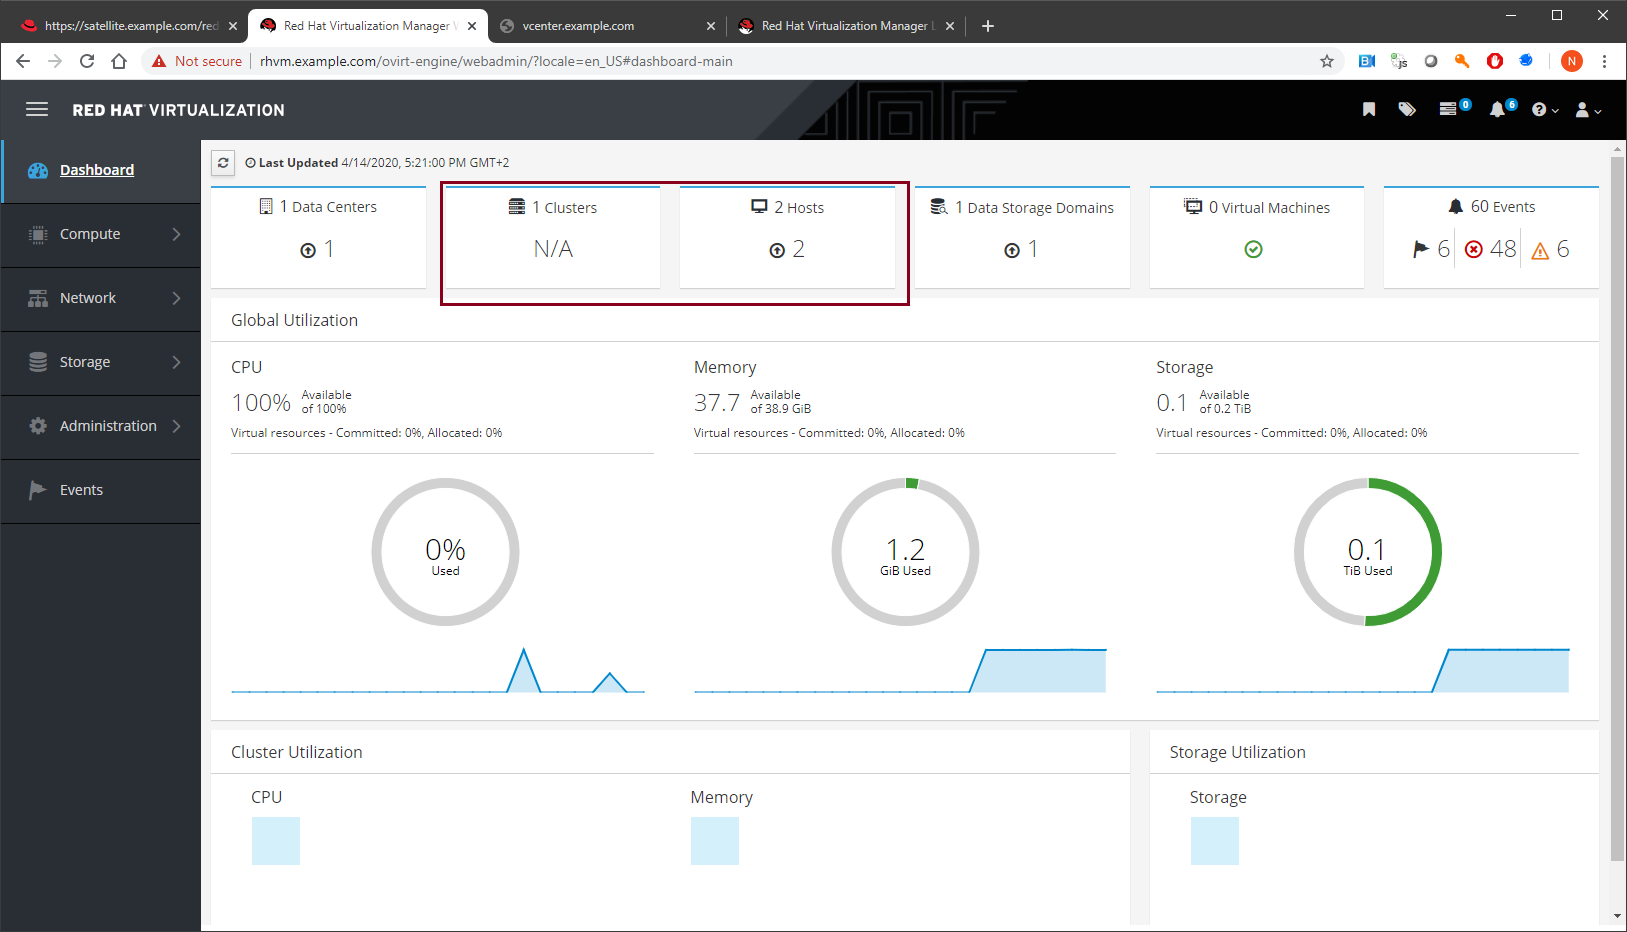 https://satellite.example.com/red
Red Hat Virtualization Manager W
vcenter.example.com
Red Hat Virtualization Manager L
Not secure
rhvm.example.com/ovirt-engine/webadmin/?locale=en_US#dashboard-main
N
RED HAT VIRTUALIZATION
0
6
Dashboard
Compute
Network
Storage
Administration
Events
Last Updated 4/14/2020, 5:21:00 PM GMT+2
1 Data Centers
1
1 Clusters
N/A
2 Hosts
2
1 Data Storage Domains
1
0 Virtual Machines
60 Events
6 48 6
Global Utilization
CPU
100% Available
of 100%
Virtual resources - Committed: 0%, Allocated: 0%
0%
Used
Memory
37.7 Available
of 38.9 GiB
Virtual resources - Committed: 0%, Allocated: 0%
1.2
GiB Used
Storage
0.1 Available
of 0.2 TiB
Virtual resources - Committed: 0%, Allocated: 0%
0.1
TiB Used
Cluster Utilization
CPU
Memory
Storage Utilization
Storage